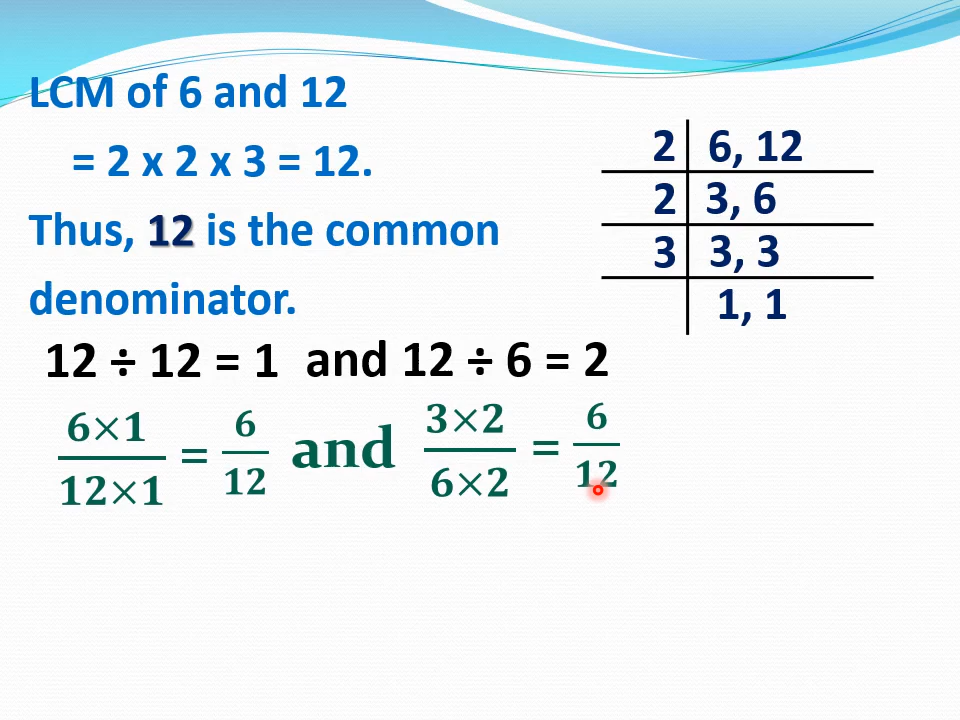 LCM of 6 and 12
= 2 x 2 x 3 = 12.
Thus, 12 is the common
denominator.
2 | 6, 12
2 | 3, 6
3 | 3, 3
| 1, 1
12 ÷ 12 = 1 and 12 ÷ 6 = 2
6×1/12×1 = 6/12 and 3×2/6×2 = 6/12